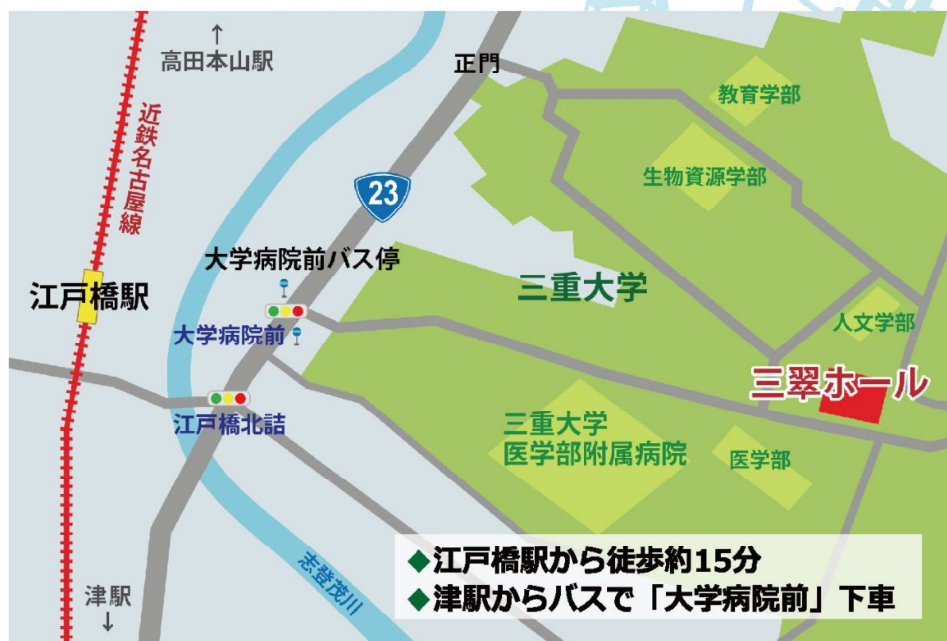 ↑
高田本山駅
正門
教育学部
近鉄名古屋線
生物資源学部
23
大学病院前バス停
三重大学
江戸橋駅
大学病院前
人文学部
三翠ホール
江戸橋北詰
三重大学
医学部附属病院
医学部
志登茂川
◆江戸橋駅から徒歩約15分
◆津駅からバスで「大学病院前」下車
津駅
↓